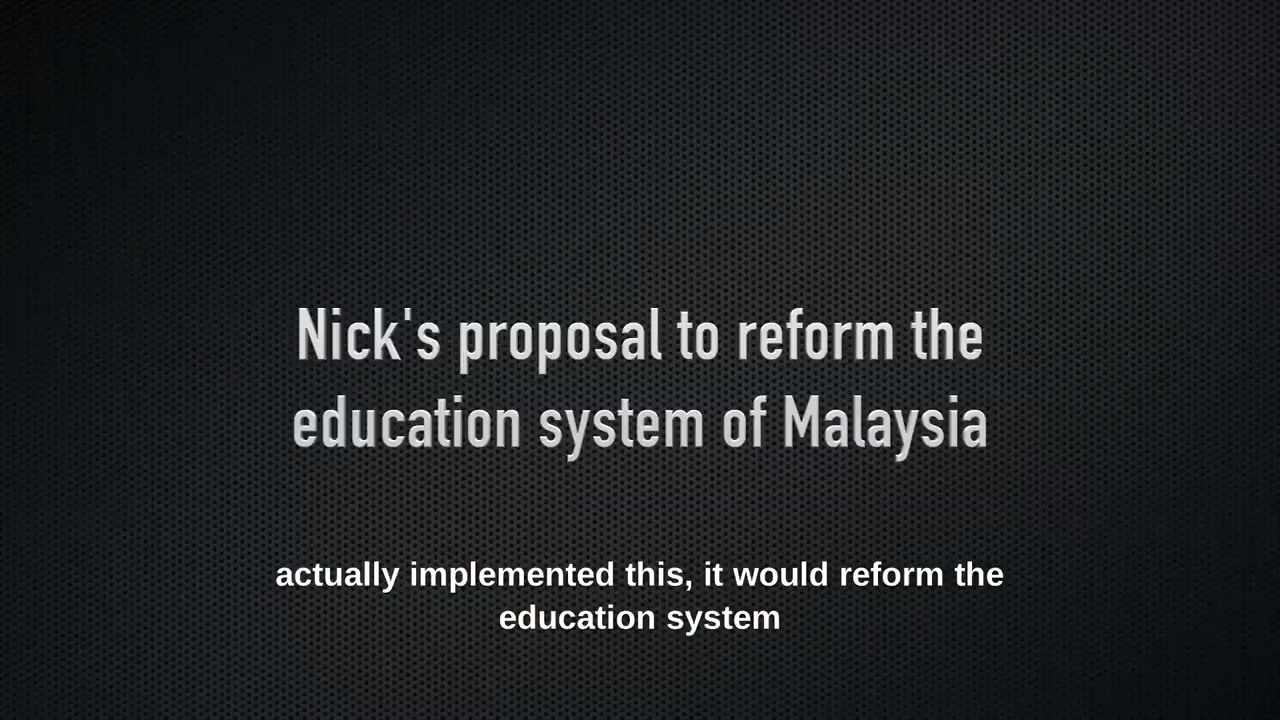 Nick's proposal to reform the
education system of Malaysia
actually implemented this, it would reform the
education system